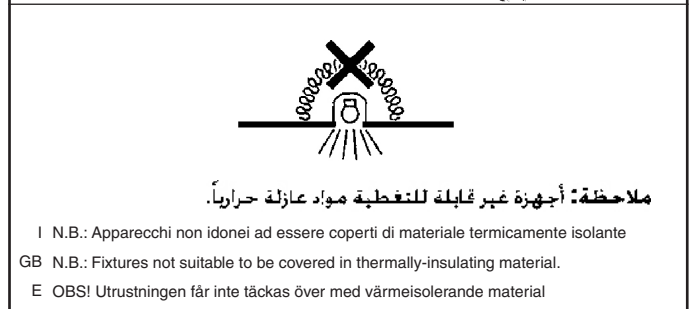 ملاحظة: أجهزة غير قابلة للتغطية مواد عازلة حرارياً.
I N.B.: Apparecchi non idonei ad essere coperti di materiale termicamente isolante
GB N.B.: Fixtures not suitable to be covered in thermally-insulating material.
E OBS! Utrustningen får inte täckas över med värmeisolerande material